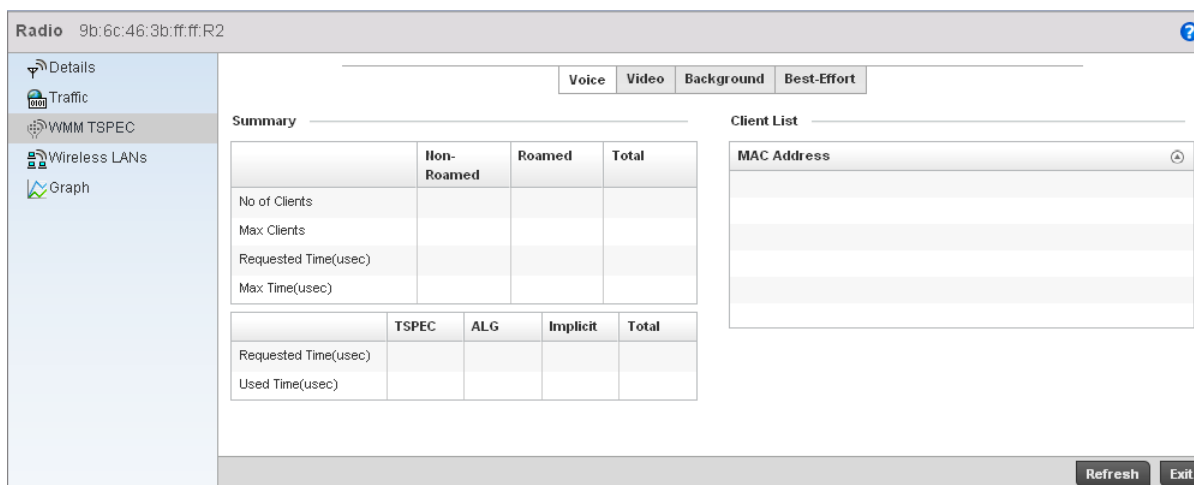 Radio 9b:6c:46:3b:ff:ff:R2
?
Details
Traffic
WMM TSPEC
Wireless LANs
Graph
Voice Video Background Best-Effort
Summary
Non-Roamed Roamed Total
No of Clients
Max Clients
Requested Time(usec)
Max Time(usec)
TSPEC ALG Implicit Total
Requested Time(usec)
Used Time(usec)
Client List
MAC Address
Refresh Exit